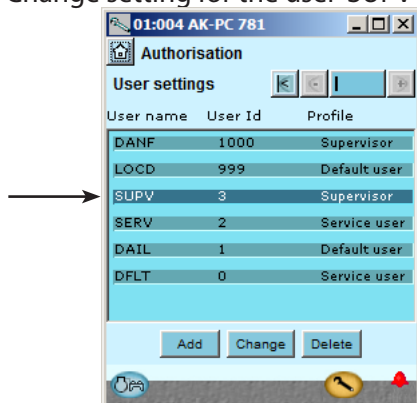 Change setting for the user SUPV
01:004 AK-PC 781
Authorisation
User settings
User name User Id Profile
DANF 1000 Supervisor
LOCD 999 Default user
SUPV 3 Supervisor
SERV 2 Service user
DAIL 1 Default user
DFLT 0 Service user
Add Change Delete